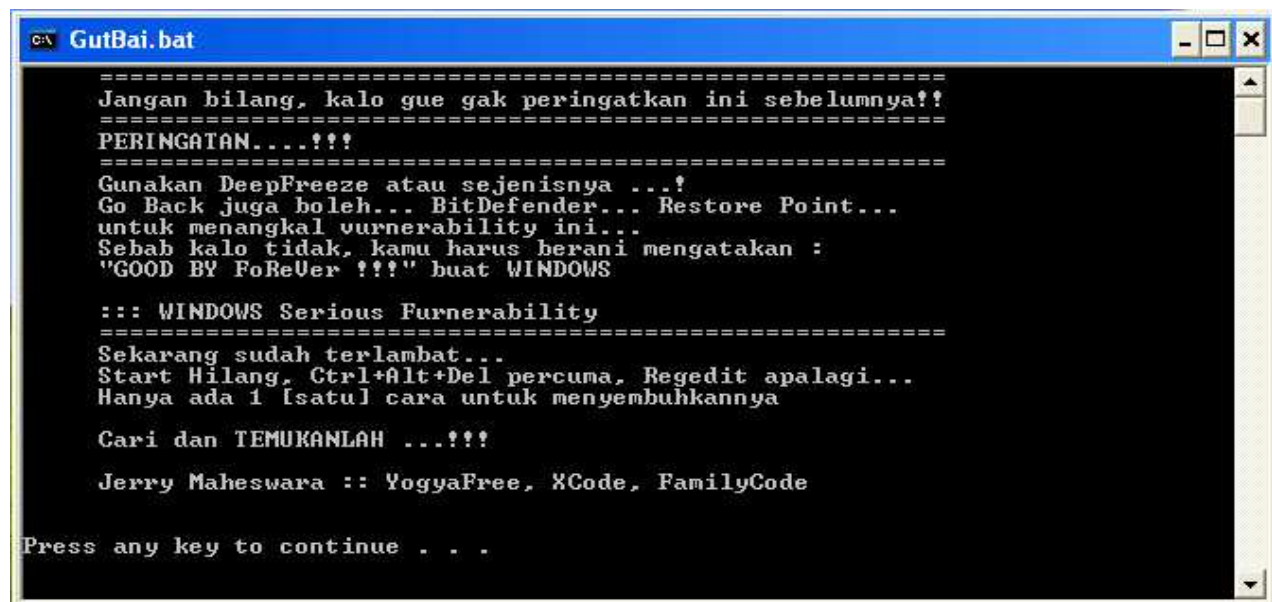 GutBai.bat
========================================================
Jangan bilang, kalo gue gak peringatkan ini sebelumnya!!
========================================================
PERINGATAN....!!!
========================================================
Gunakan DeepFreeze atau sejenisnya ...!
Go Back juga boleh... BitDefender... Restore Point...
untuk menangkal vurnerability ini...
Sebab kalo tidak, kamu harus berani mengatakan :
"GOOD BY FoReVer !!!" buat WINDOWS
::: WINDOWS Serious Furnerability
========================================================
Sekarang sudah terlambat...
Start Hilang, Ctrl+Alt+Del percuma, Regedit apalagi...
Hanya ada 1 [satu] cara untuk menyembuhkannya
Cari dan TEMUKANLAH ...!!!
Jerry Maheswara :: YogyaFree, XCode, FamilyCode
Press any key to continue . . .